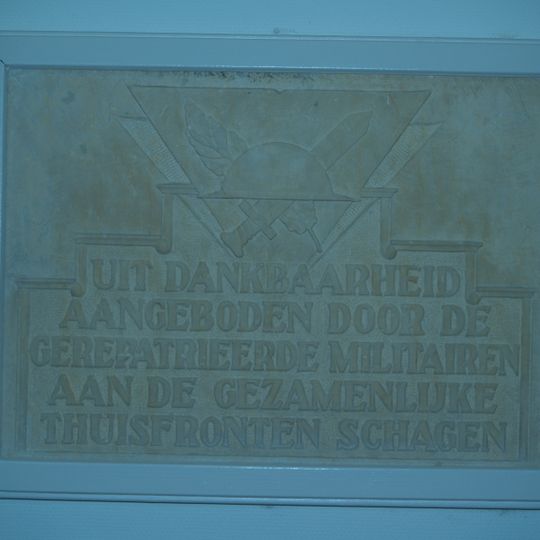 UIT DANKBAARHEID
AANGEBODEN DOOR DE
GEREPATRIEERDE MILITAIREN
AAN DE GEZAMENLIJKE
THUISFRONTEN SCHAGEN